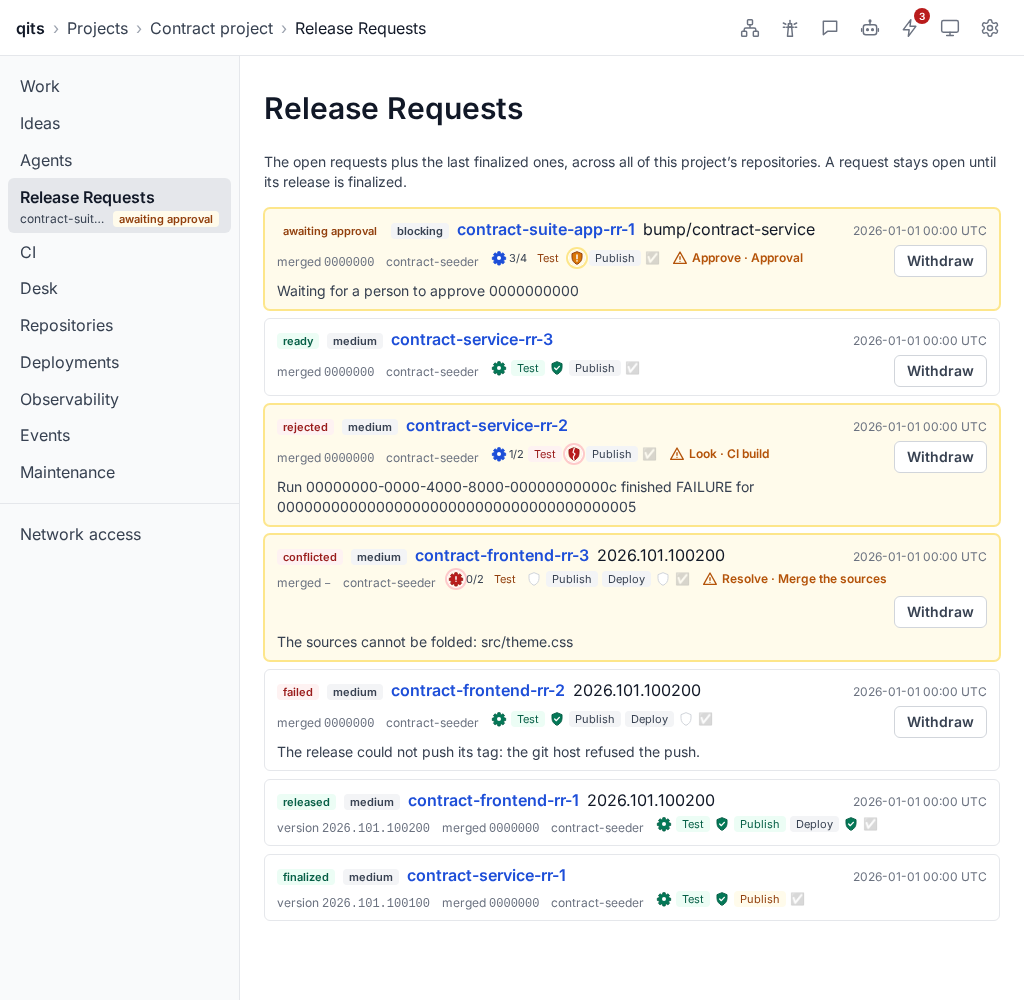 qits › Projects › Contract project › Release Requests
3
Work
Ideas
Agents
Release Requests
contract-suit... awaiting approval
CI
Desk
Repositories
Deployments
Observability
Events
Maintenance
Network access
Release Requests
The open requests plus the last finalized ones, across all of this project's repositories. A request stays open until
its release is finalized.
awaiting approval blocking contract-suite-app-rr-1 bump/contract-service 2026-01-01 00:00 UTC
merged 0000000 contract-seeder 3/4 Test Publish Approve · Approval Withdraw
Waiting for a person to approve 0000000000
ready medium contract-service-rr-3 2026-01-01 00:00 UTC
merged 0000000 contract-seeder Test Publish Withdraw
rejected medium contract-service-rr-2 2026-01-01 00:00 UTC
merged 0000000 contract-seeder 1/2 Test Publish Look · CI build Withdraw
Run 00000000-0000-4000-8000-00000000000c finished FAILURE for
0000000000000000000000000000000000000005
conflicted medium contract-frontend-rr-3 2026.101.100200 2026-01-01 00:00 UTC
merged – contract-seeder 0/2 Test Publish Deploy Resolve · Merge the sources
Withdraw
The sources cannot be folded: src/theme.css
failed medium contract-frontend-rr-2 2026.101.100200 2026-01-01 00:00 UTC
merged 0000000 contract-seeder Test Publish Deploy Withdraw
The release could not push its tag: the git host refused the push.
released medium contract-frontend-rr-1 2026.101.100200 2026-01-01 00:00 UTC
version 2026.101.100200 merged 0000000 contract-seeder Test Publish Deploy
finalized medium contract-service-rr-1 2026-01-01 00:00 UTC
version 2026.101.100100 merged 0000000 contract-seeder Test Publish